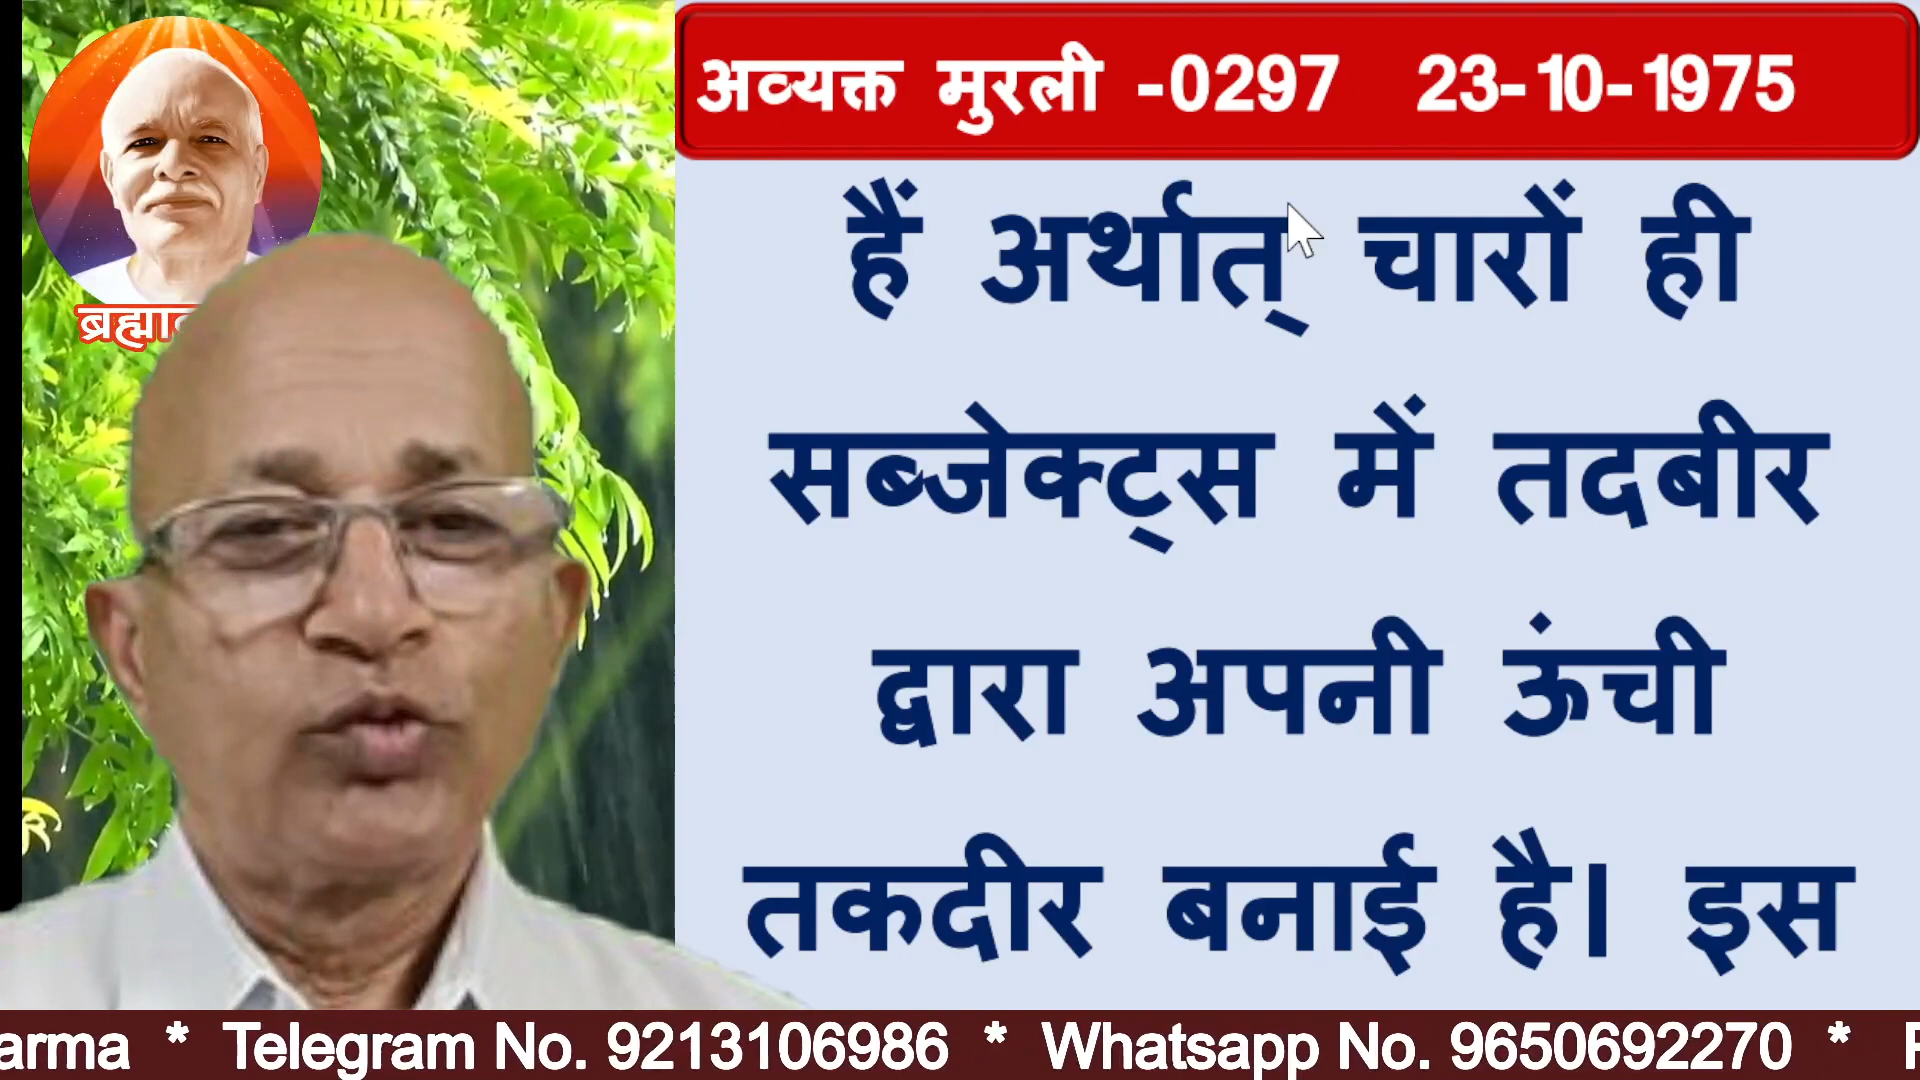 अव्यक्त मुरली -0297 23-10-1975
हैं अर्थात् चारों ही
सब्जेक्ट्स में तदबीर
द्वारा अपनी ऊंची
तकदीर बनाई है। इस
arma * Telegram No. 9213106986 * Whatsapp No. 9650692270 *